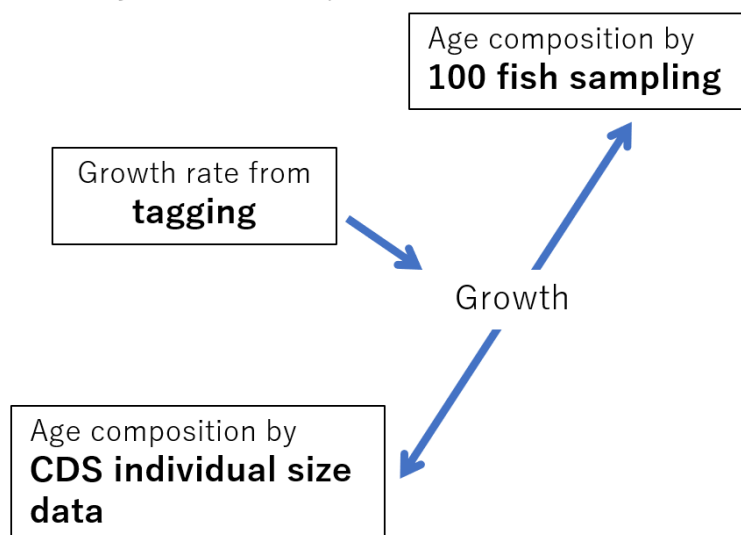 Age composition by
100 fish sampling
Growth rate from
tagging
Growth
Age composition by
CDS individual size
data